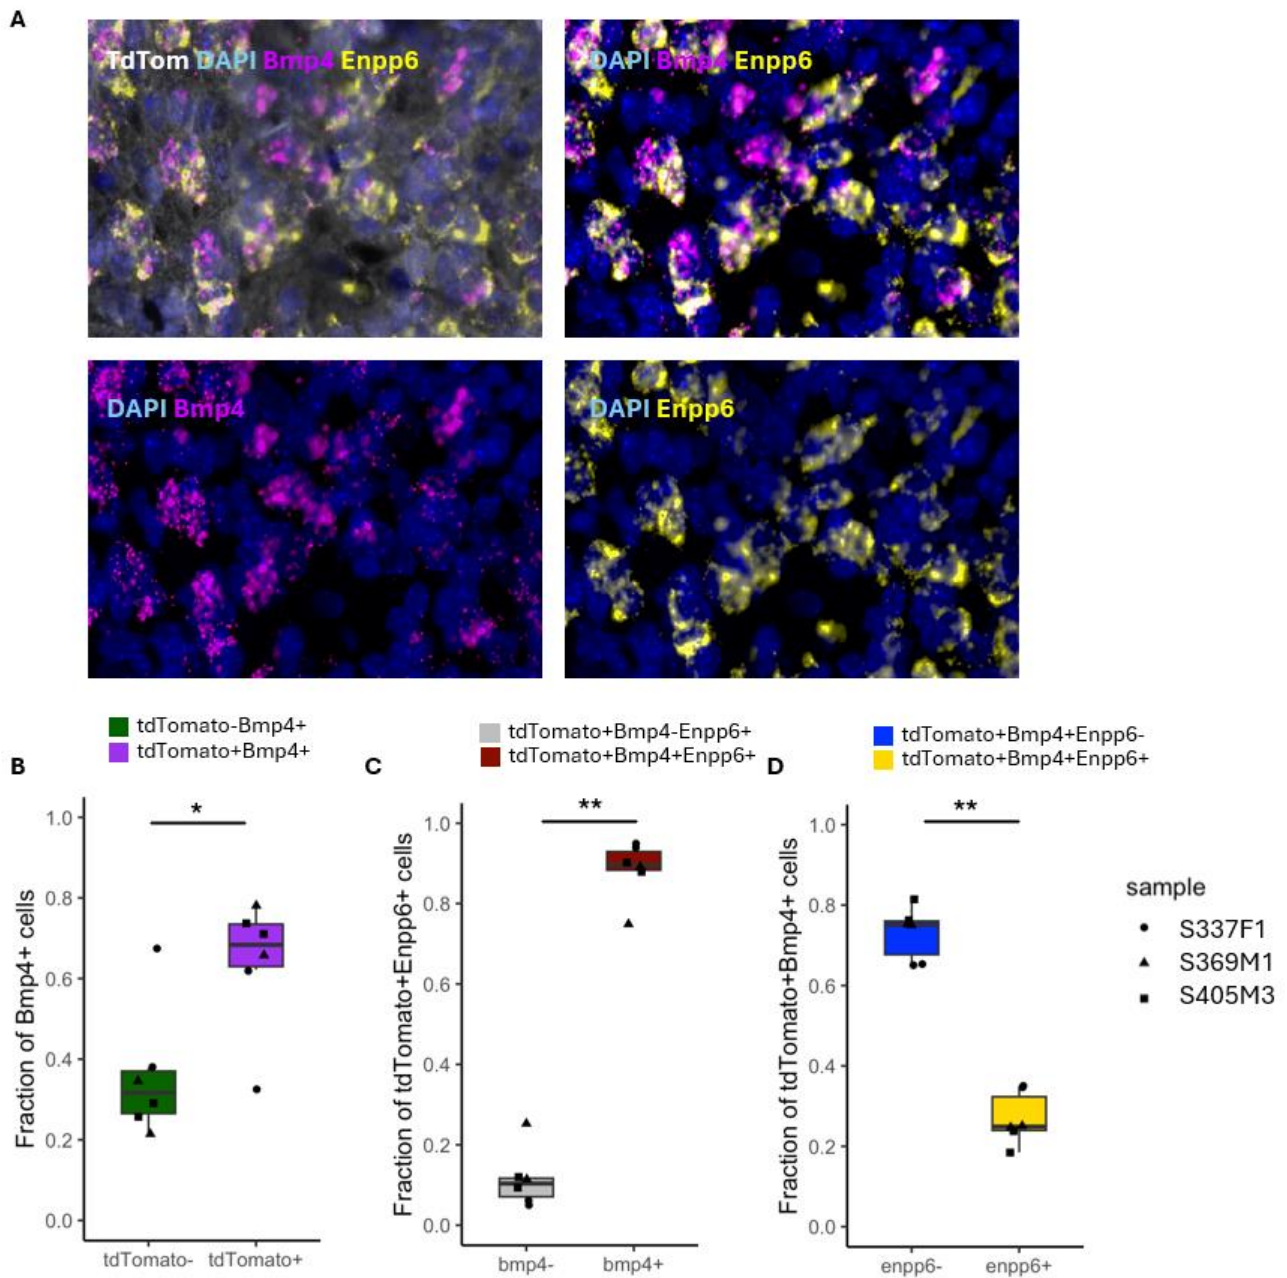 A
TdTom DAPI Bmp4 Enpp6
DAPI Bmp4 Enpp6
DAPI Bmp4
DAPI Enpp6
tdTomato-Bmp4+
tdTomato+Bmp4+
tdTomato+Bmp4-Enpp6+
tdTomato+Bmp4+Enpp6+
tdTomato+Bmp4+Enpp6-
tdTomato+Bmp4+Enpp6+
B
Fraction of Bmp4+ cells
1.0
0.8
0.6
0.4
0.2
0.0
*
tdTomato-
tdTomato+
C
Fraction of tdTomato+Enpp6+ cells
1.0
0.8
0.6
0.4
0.2
0.0
**
bmp4-
bmp4+
D
Fraction of tdTomato+Bmp4+ cells
1.0
0.8
0.6
0.4
0.2
0.0
**
enpp6-
enpp6+
sample
S337F1
S369M1
S405M3